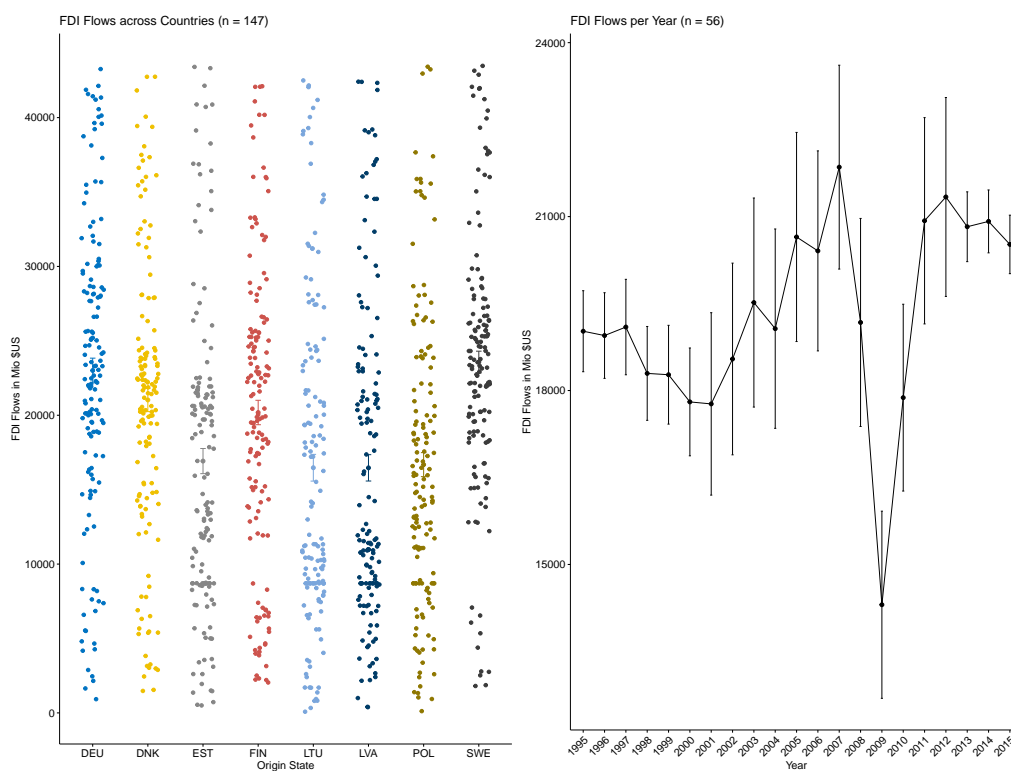 FDI Flows across Countries (n = 147)
FDI Flows in Mio $US
40000
30000
20000
10000
0
DEU DNK EST FIN LTU LVA POL SWE
Origin State
FDI Flows per Year (n = 56)
FDI Flows in Mio $US
24000
21000
18000
15000
1995 1996 1997 1998 1999 2000 2001 2002 2003 2004 2005 2006 2007 2008 2009 2010 2011 2012 2013 2014 2015
Year